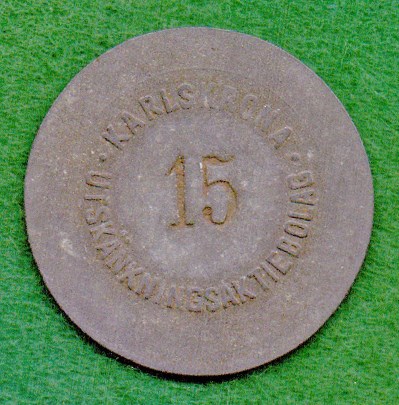 KARLSKRONA
15
· UTSKÄNKNINGSAKTIEBOLAG ·